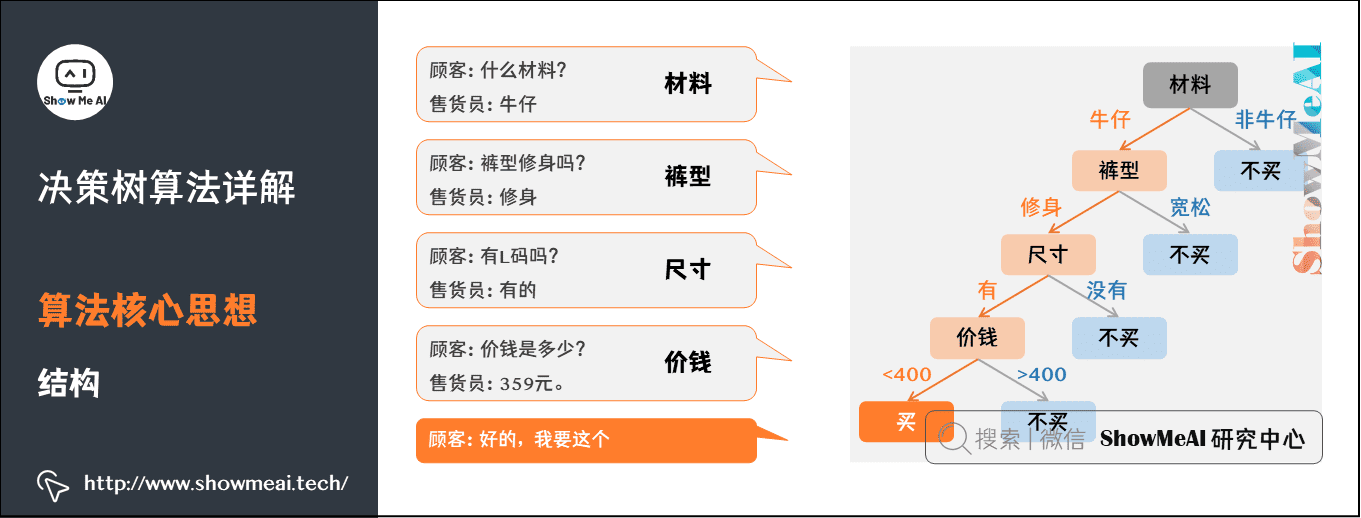 Show Me AI
决策树算法详解
算法核心思想
结构
http://www.showmeai.tech/
顾客: 什么材料?
售货员: 牛仔
材料
顾客: 裤型修身吗?
售货员: 修身
裤型
顾客: 有L码吗?
售货员: 有的
尺寸
顾客: 价钱是多少?
售货员: 359元。
价钱
顾客: 好的，我要这个
材料
牛仔
非牛仔
裤型
不买
修身
宽松
尺寸
不买
有
没有
价钱
不买
<400
>400
买
不买
搜索 | 微信 ShowMeAI 研究中心
ShowMeAI